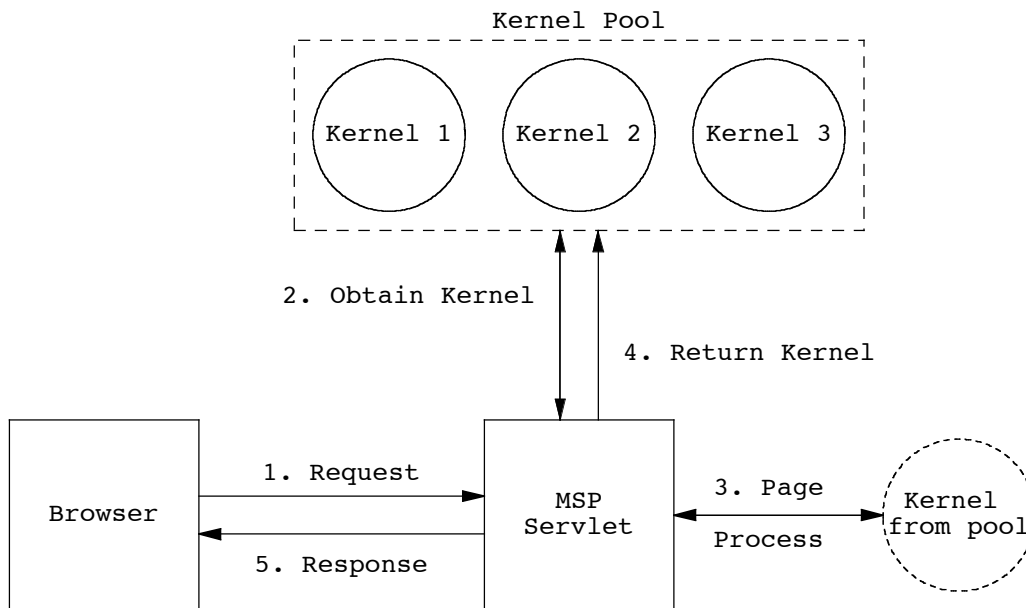 Kernel Pool
Kernel 1
Kernel 2
Kernel 3
2. Obtain Kernel
4. Return Kernel
Browser
1. Request
5. Response
MSP
Servlet
3. Page
Process
Kernel
from pool